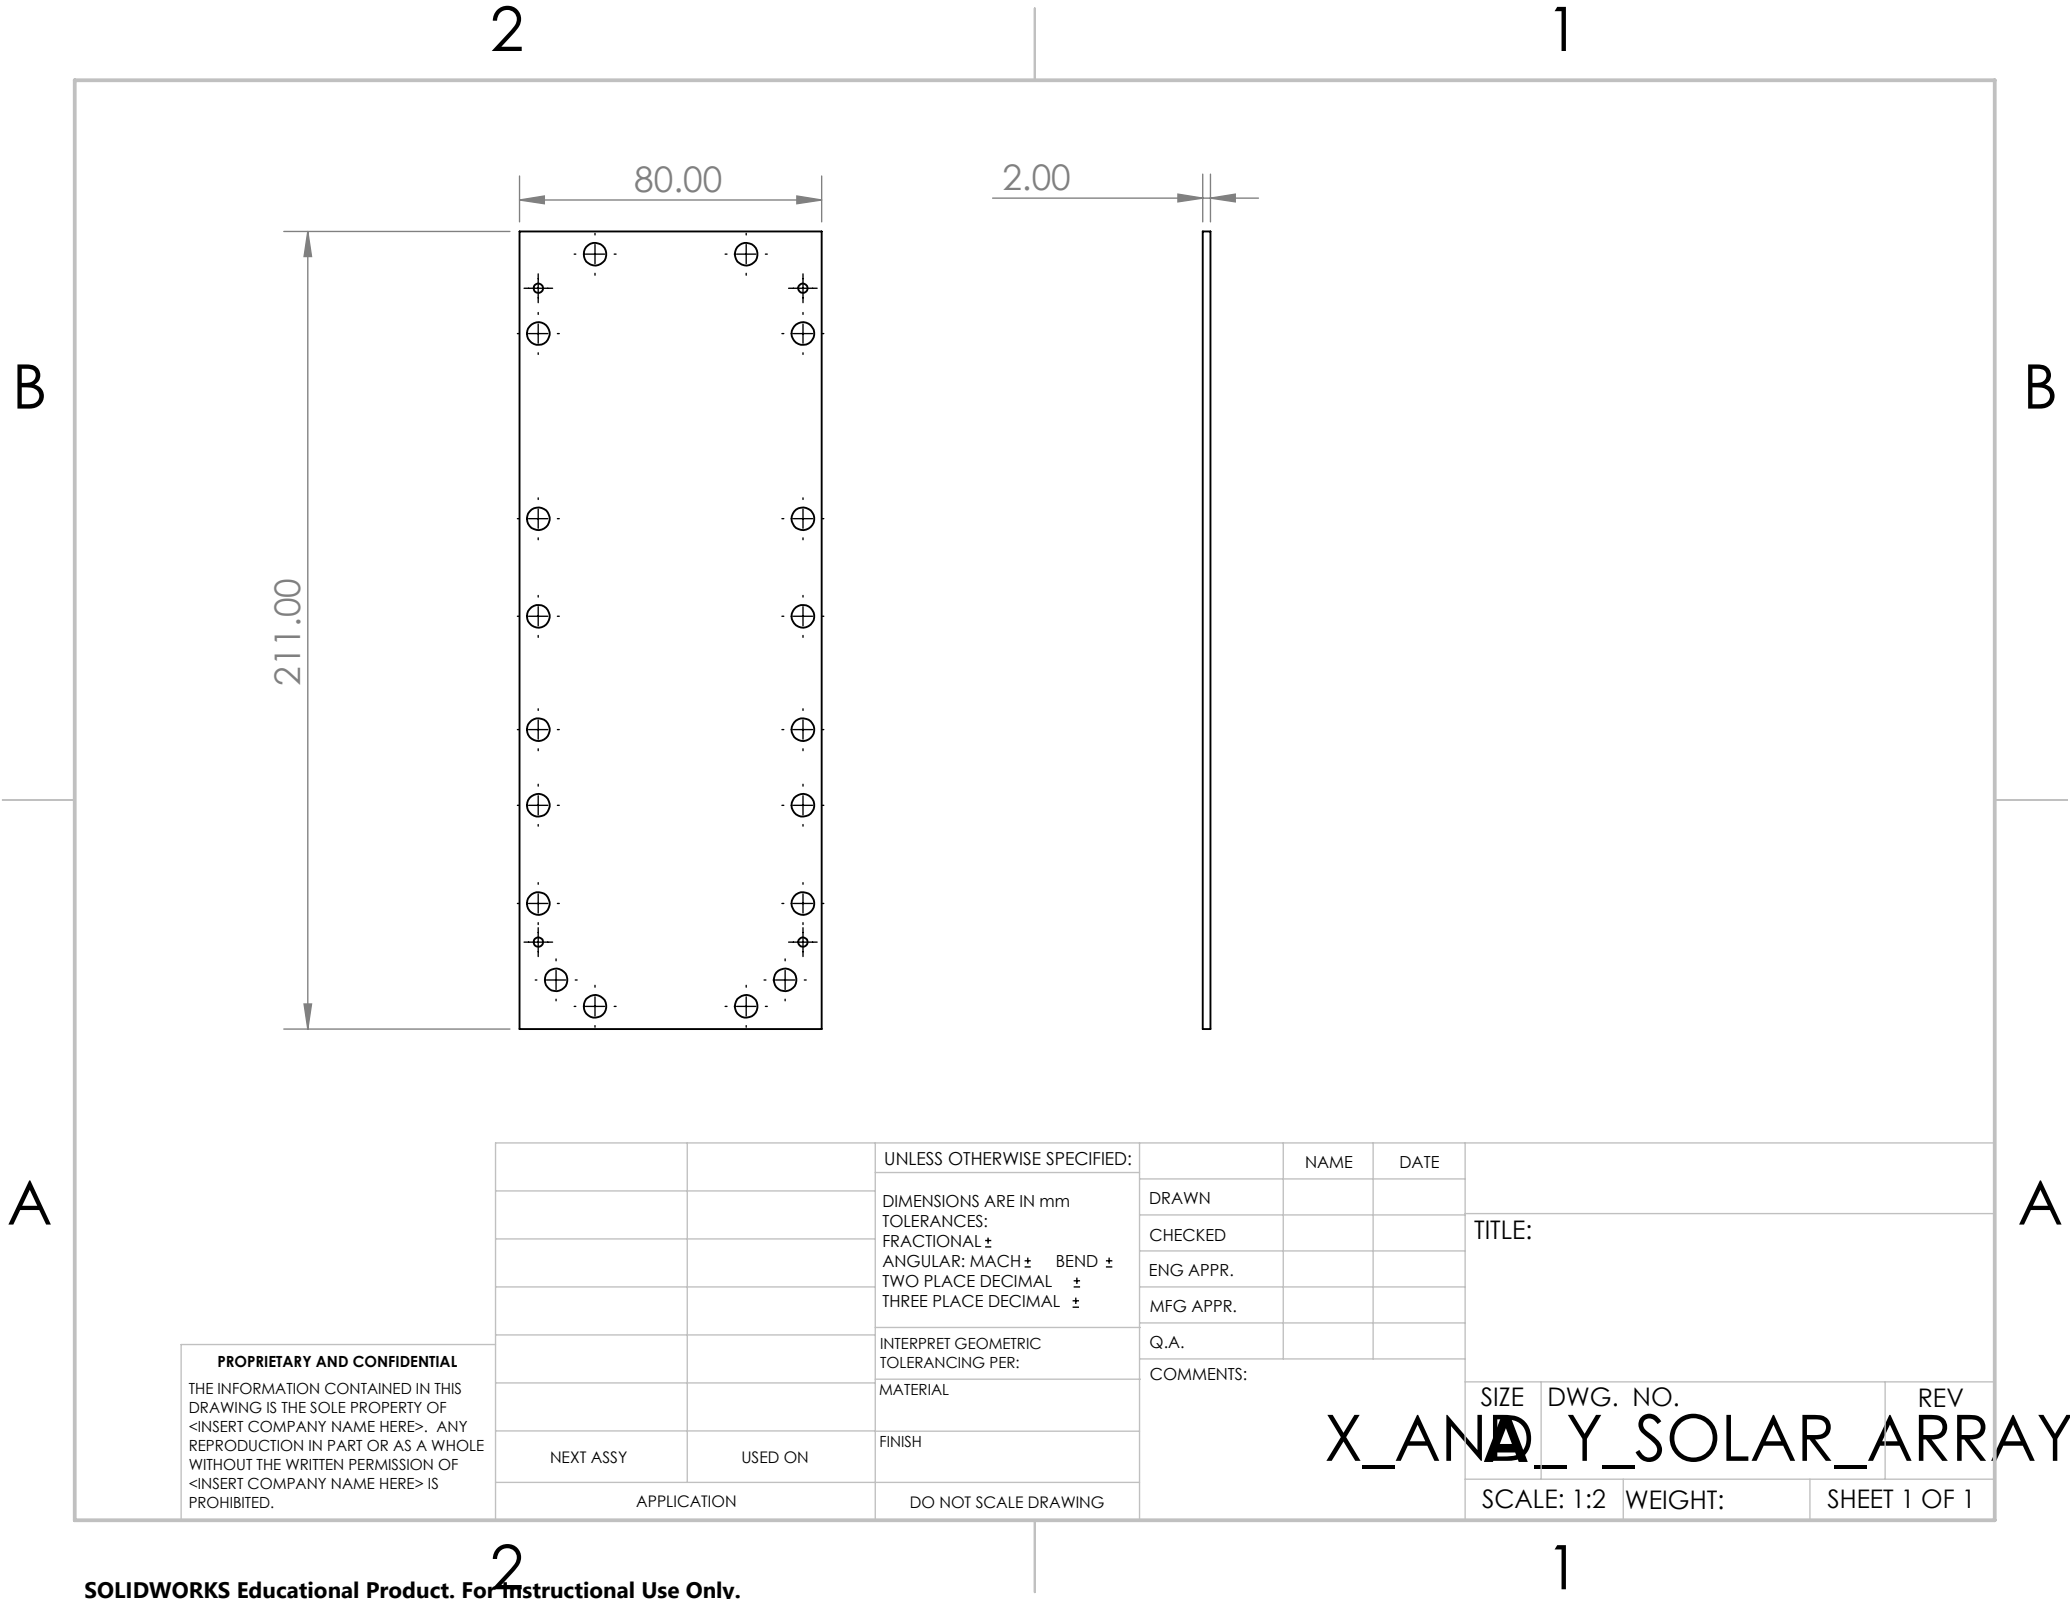 2 1
80.00 2.00
211.00
B B
A A
UNLESS OTHERWISE SPECIFIED:
DIMENSIONS ARE IN mm
TOLERANCES:
FRACTIONAL ±
ANGULAR: MACH ± BEND ±
TWO PLACE DECIMAL ±
THREE PLACE DECIMAL ±
INTERPRET GEOMETRIC
TOLERANCING PER:
MATERIAL
FINISH
DO NOT SCALE DRAWING
NAME DATE
DRAWN
CHECKED
ENG APPR.
MFG APPR.
Q.A.
COMMENTS:
TITLE:
SIZE DWG. NO. REV
A
X_AND_Y_SOLAR_ARRAY
SCALE: 1:2 WEIGHT: SHEET 1 OF 1
PROPRIETARY AND CONFIDENTIAL
THE INFORMATION CONTAINED IN THIS
DRAWING IS THE SOLE PROPERTY OF
<INSERT COMPANY NAME HERE>. ANY
REPRODUCTION IN PART OR AS A WHOLE
WITHOUT THE WRITTEN PERMISSION OF
<INSERT COMPANY NAME HERE> IS
PROHIBITED.
NEXT ASSY USED ON
APPLICATION
2 1
SOLIDWORKS Educational Product. For Instructional Use Only.